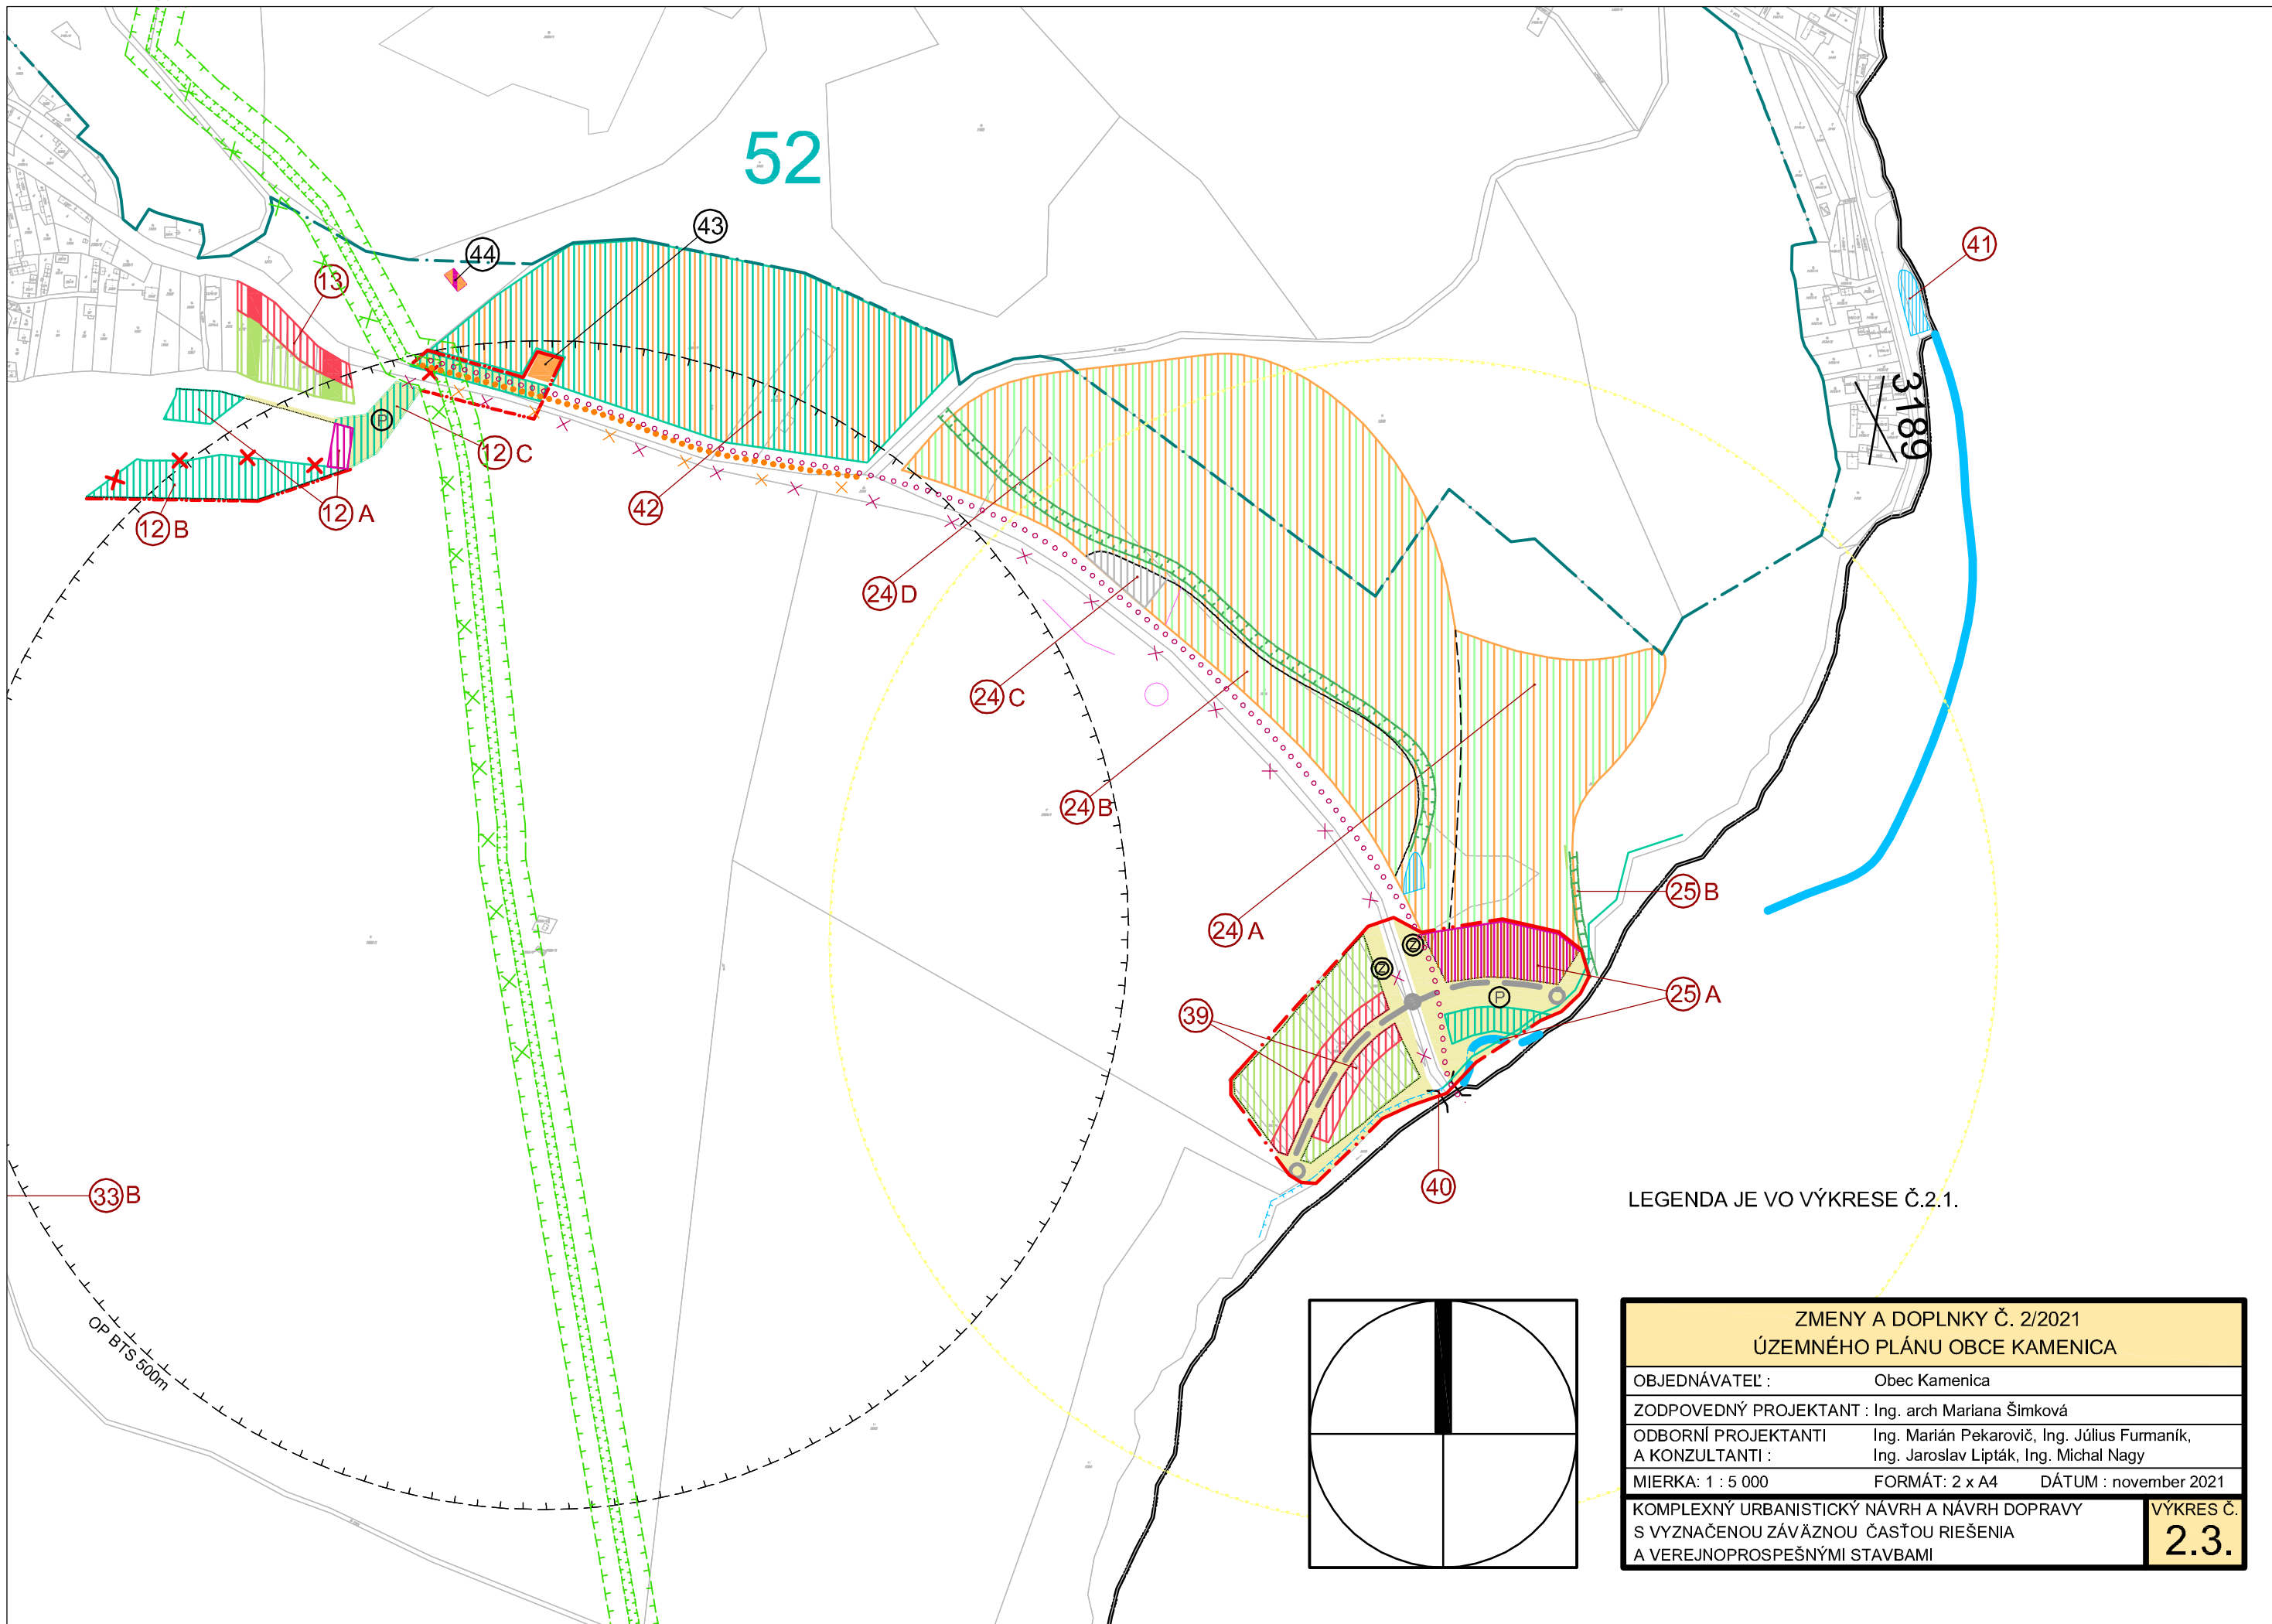 52
43
44
41
13
3189
12 C
42
12 A
12 B
24 D
24 C
24 B
24 A
25 B
Z
Z
P
P
25 A
39
40
33 B
OP BTS 500m
LEGENDA JE VO VÝKRESE Č.2.1.
ZMENY A DOPLNKY Č. 2/2021
ÚZEMNÉHO PLÁNU OBCE KAMENICA
OBJEDNÁVATEĽ : Obec Kamenica
ZODPOVEDNÝ PROJEKTANT : Ing. arch Mariana Šimková
ODBORNÍ PROJEKTANTI Ing. Marián Pekarovič, Ing. Július Furmaník,
A KONZULTANTI : Ing. Jaroslav Lipták, Ing. Michal Nagy
MIERKA: 1 : 5 000 FORMÁT: 2 x A4 DÁTUM : november 2021
KOMPLEXNÝ URBANISTICKÝ NÁVRH A NÁVRH DOPRAVY
S VYZNAČENOU ZÁVÄZNOU ČASŤOU RIEŠENIA
A VEREJNOPROSPEŠNÝMI STAVBAMI
VÝKRES Č.
2.3.